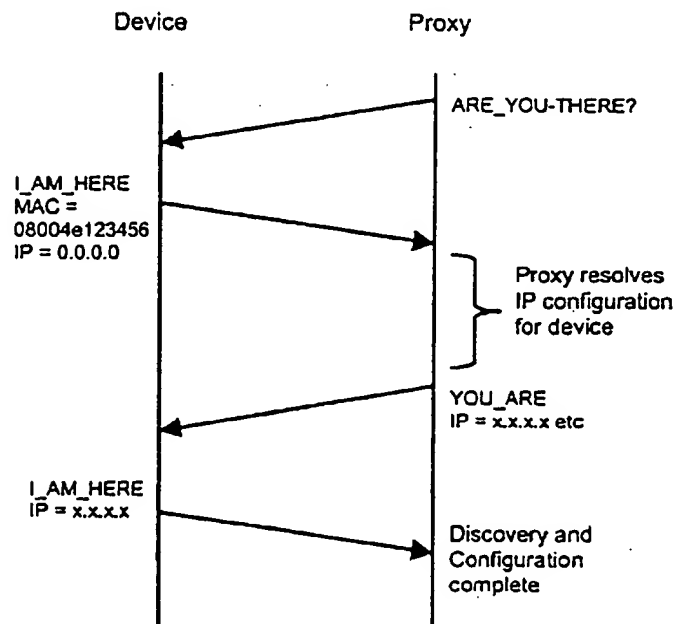 Device
Proxy
ARE_YOU-THERE?
I_AM_HERE
MAC =
08004e123456
IP = 0.0.0.0
Proxy resolves
IP configuration
for device
YOU_ARE
IP = x.x.x.x etc
I_AM_HERE
IP = x.x.x.x
Discovery and
Configuration
complete